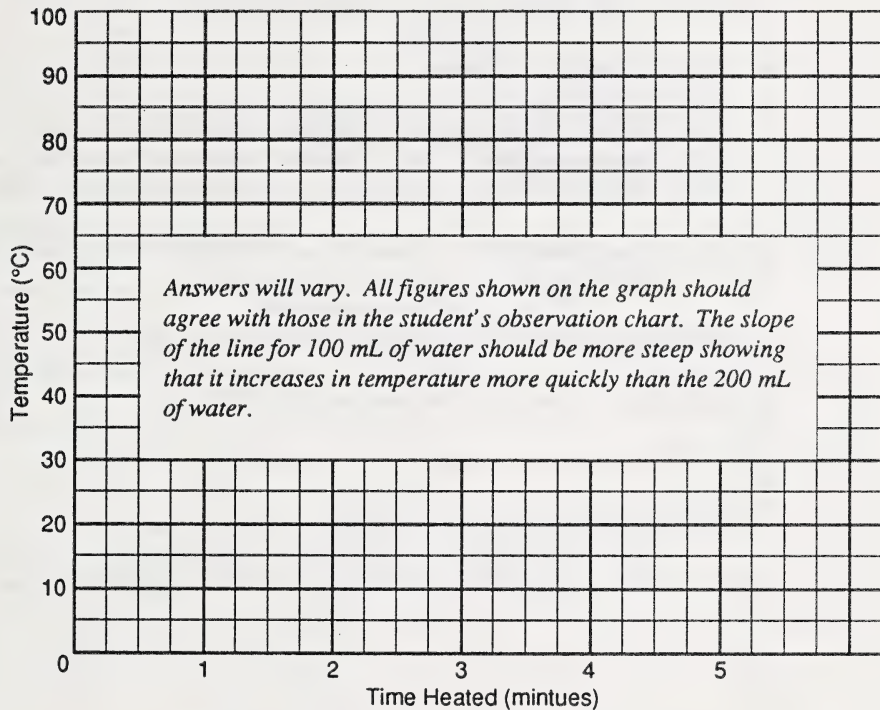 100
90
80
70
60
50
40
30
20
10
0
Temperature (°C)
Answers will vary. All figures shown on the graph should
agree with those in the student's observation chart. The slope
of the line for 100 mL of water should be more steep showing
that it increases in temperature more quickly than the 200 mL
of water.
1 2 3 4 5
Time Heated (mintues)